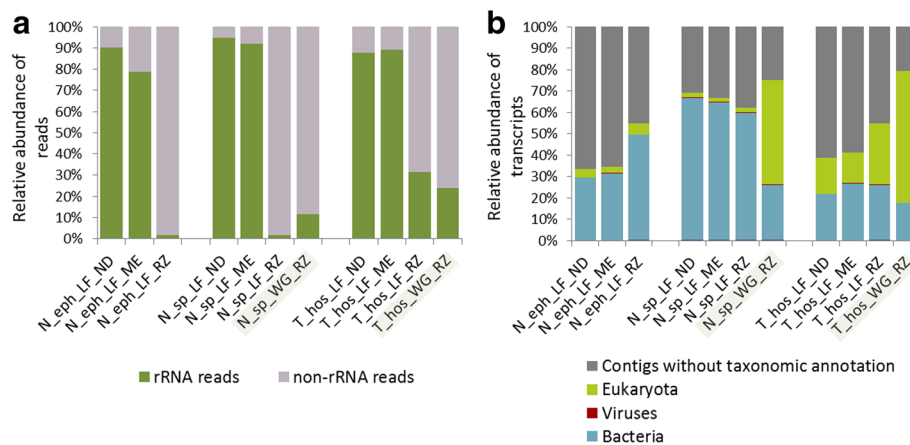 a
Relative abundance of
reads
100%
90%
80%
70%
60%
50%
40%
30%
20%
10%
0%
N_eph_LF_ND
N_eph_LF_ME
N_eph_LF_RZ
N_sp_LF_ND
N_sp_LF_ME
N_sp_LF_RZ
N_sp_WG_RZ
T_hos_LF_ND
T_hos_LF_ME
T_hos_LF_RZ
T_hos_WG_RZ
rRNA reads
non-rRNA reads
b
Relative abundance of
transcripts
100%
90%
80%
70%
60%
50%
40%
30%
20%
10%
0%
N_eph_LF_ND
N_eph_LF_ME
N_eph_LF_RZ
N_sp_LF_ND
N_sp_LF_ME
N_sp_LF_RZ
N_sp_WG_RZ
T_hos_LF_ND
T_hos_LF_ME
T_hos_LF_RZ
T_hos_WG_RZ
Contigs without taxonomic annotation
Eukaryota
Viruses
Bacteria